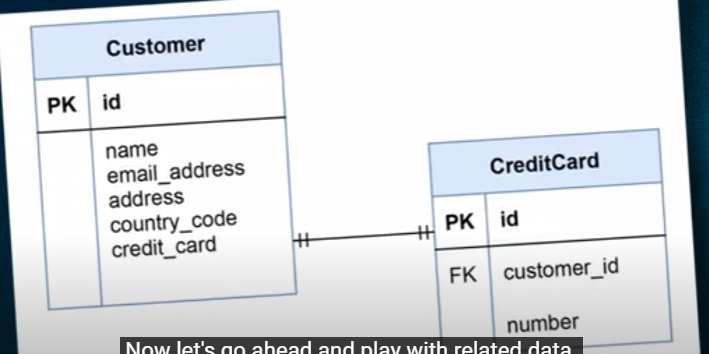 Customer
PK id
name
email_address
address
country_code
credit_card
CreditCard
PK id
FK customer_id
number
Now let's go ahead and play with related data